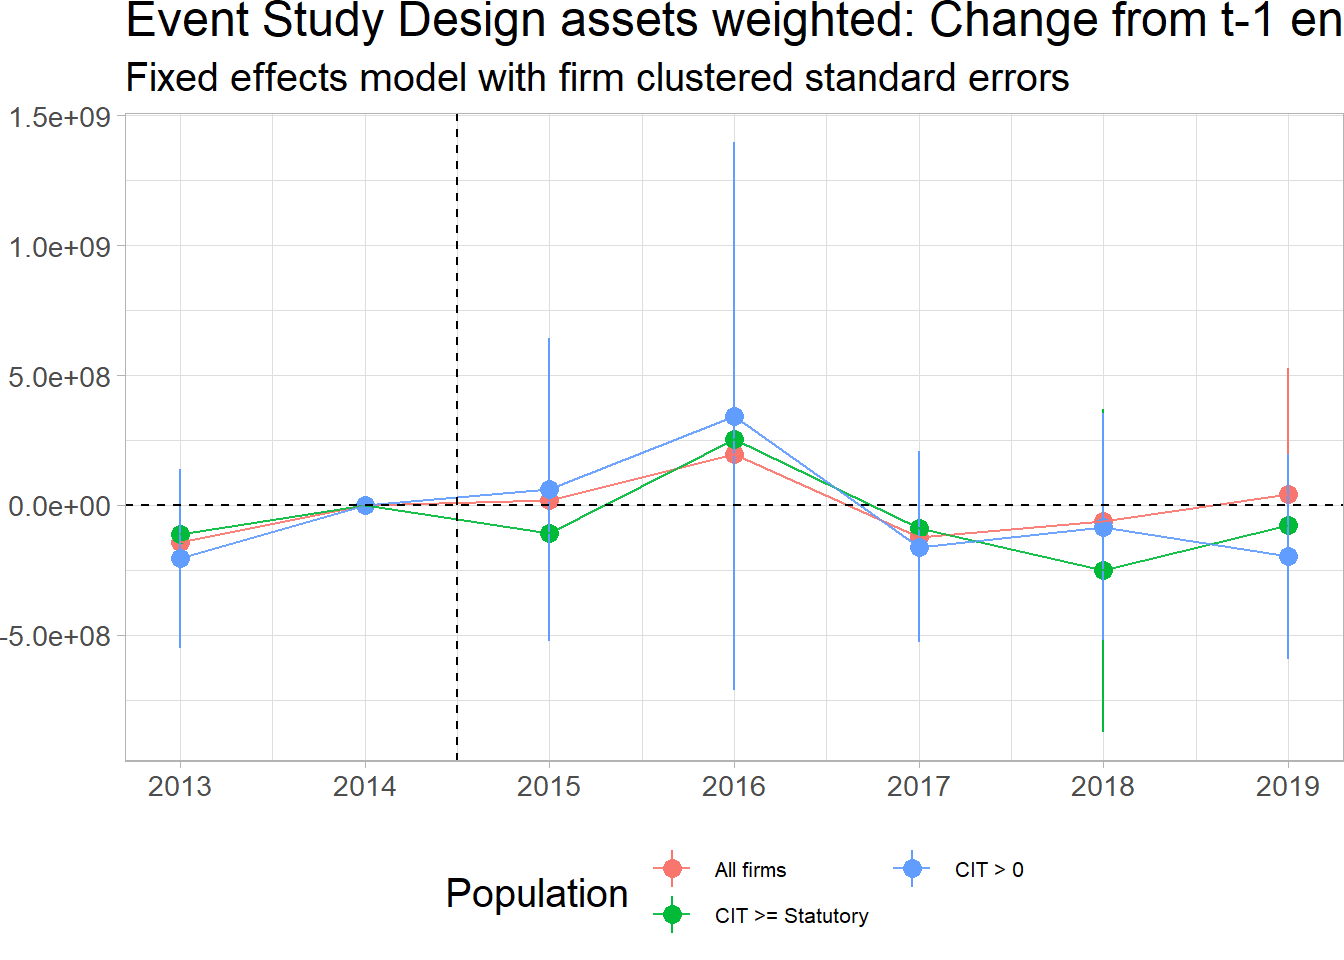 Event Study Design assets weighted: Change from t-1 en
Fixed effects model with firm clustered standard errors
1.5e+09
1.0e+09
5.0e+08
0.0e+00
-5.0e+08
2013 2014 2015 2016 2017 2018 2019
Population
All firms
CIT > 0
CIT >= Statutory